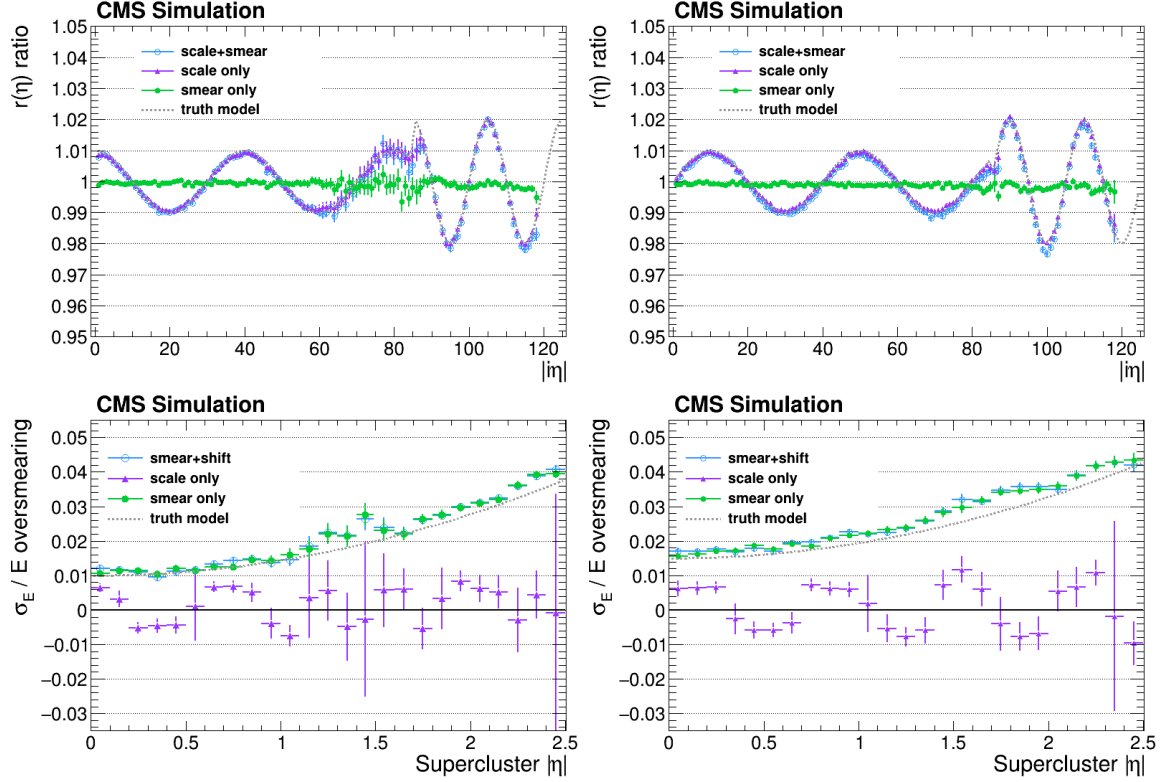 CMS Simulation
r(η) ratio
1.05
1.04
1.03
1.02
1.01
1
0.99
0.98
0.97
0.96
0.95
scale+smear
scale only
smear only
truth model
0 20 40 60 80 100 120
|iη|
CMS Simulation
r(η) ratio
1.05
1.04
1.03
1.02
1.01
1
0.99
0.98
0.97
0.96
0.95
scale+smear
scale only
smear only
truth model
0 20 40 60 80 100 120
|iη|
CMS Simulation
σE / E oversmearing
0.05
0.04
0.03
0.02
0.01
0
−0.01
−0.02
−0.03
smear+shift
scale only
smear only
truth model
0 0.5 1 1.5 2 2.5
Supercluster |η|
CMS Simulation
σE / E oversmearing
0.05
0.04
0.03
0.02
0.01
0
−0.01
−0.02
−0.03
smear+shift
scale only
smear only
truth model
0 0.5 1 1.5 2 2.5
Supercluster |η|